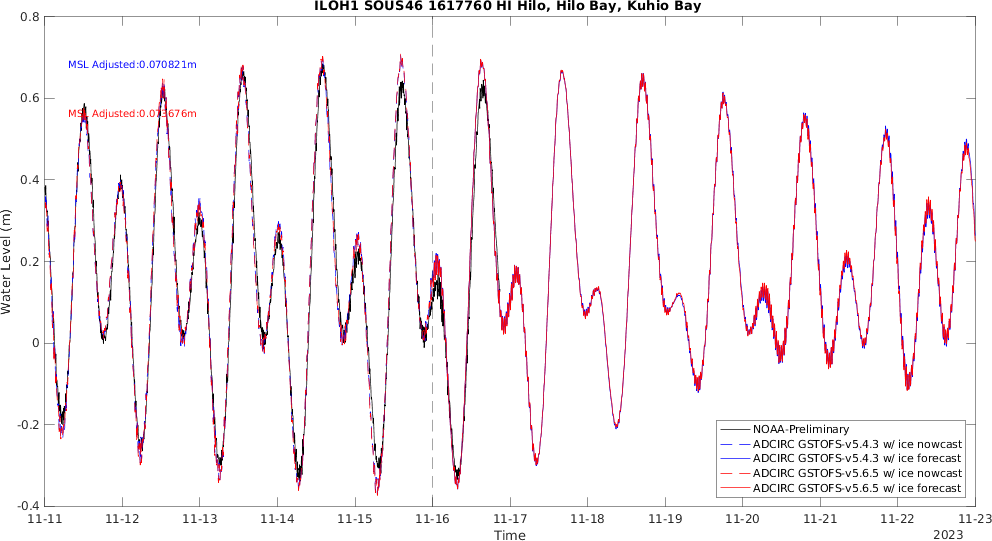 ILOH1 SOUS46 1617760 HI Hilo, Hilo Bay, Kuhio Bay
0.8
0.6
0.4
0.2
0
-0.2
-0.4
Water Level (m)
MSL Adjusted:0.070821m
MSL Adjusted:0.073676m
NOAA-Preliminary
ADCIRC GSTOFS-v5.4.3 w/ ice nowcast
ADCIRC GSTOFS-v5.4.3 w/ ice forecast
ADCIRC GSTOFS-v5.6.5 w/ ice nowcast
ADCIRC GSTOFS-v5.6.5 w/ ice forecast
11-11 11-12 11-13 11-14 11-15 11-16 11-17 11-18 11-19 11-20 11-21 11-22 11-23
Time
2023